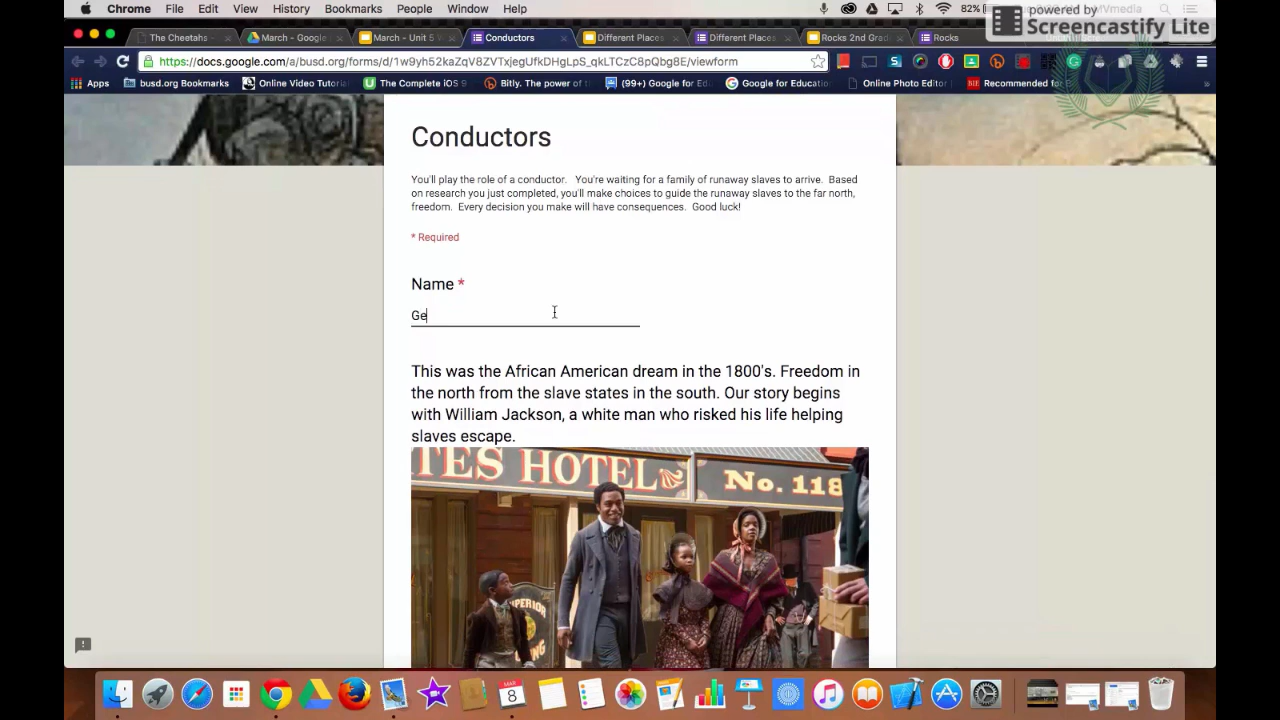 Chrome File Edit View History Bookmarks People Window Help
82%
powered by
Screencastify Lite
The Cheetahs -
March - Google
March - Unit 5
Conductors
Different Places
Different Places
Rocks 2nd Grad
Rocks
https://docs.google.com/a/busd.org/forms/d/1w9yh52kaZqV8ZVTxjegUfkDHgLpS_qkLTCzC8pQbg8E/viewform
Apps
busd.org Bookmarks
Online Video Tutori
The Complete iOS 9
Bitly. The power of t
(99+) Google for Edu
Google for Educatio
Online Photo Editor
Recommended for
Conductors
You'll play the role of a conductor. You're waiting for a family of runaway slaves to arrive. Based
on research you just completed, you'll make choices to guide the runaway slaves to the far north,
freedom. Every decision you make will have consequences. Good luck!
* Required
Name *
Ge
This was the African American dream in the 1800's. Freedom in
the north from the slave states in the south. Our story begins
with William Jackson, a white man who risked his life helping
slaves escape.
TES HOTEL
No. 118
MAR
8